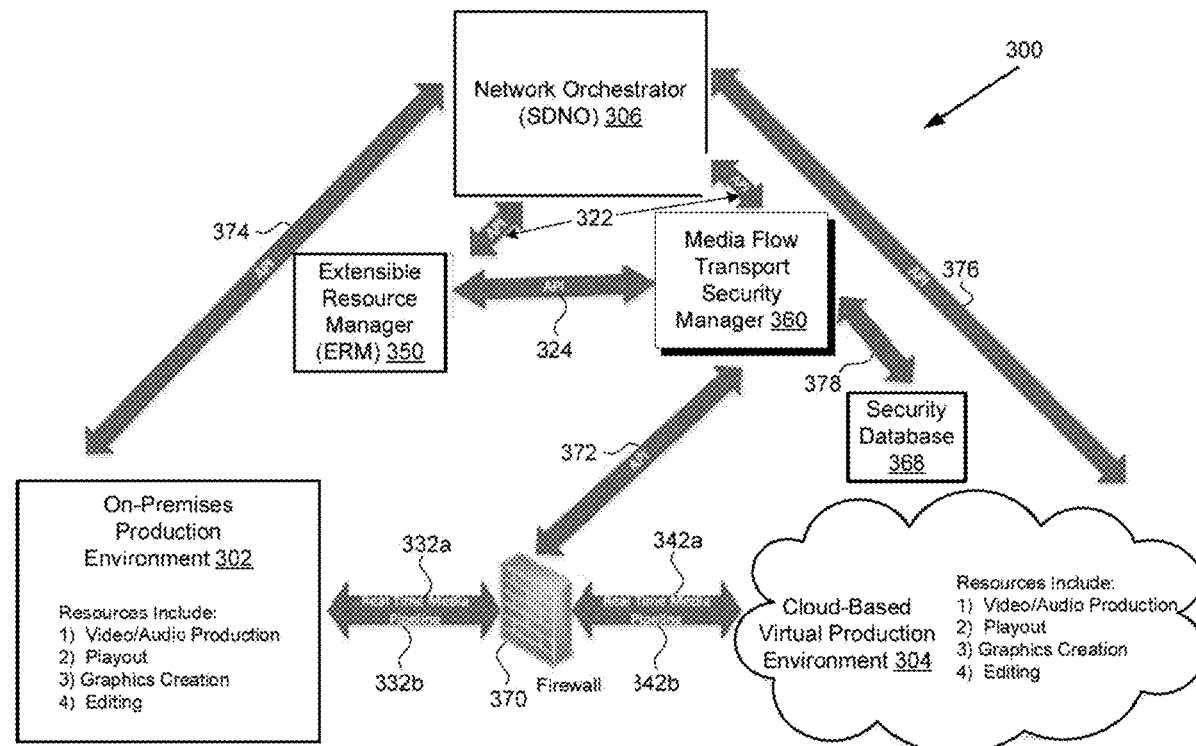 300
Network Orchestrator
(SDNO) 306
322
374
Extensible
Resource
Manager
(ERM) 350
API
324
Media Flow
Transport
Security
Manager 360
376
378
Security
Database
368
372
On-Premises
Production
Environment 302
Resources Include:
1) Video/Audio Production
2) Playout
3) Graphics Creation
4) Editing
332a
332b
370
Firewall
342a
342b
Cloud-Based
Virtual Production
Environment 304
Resources Include:
1) Video/Audio Production
2) Playout
3) Graphics Creation
4) Editing